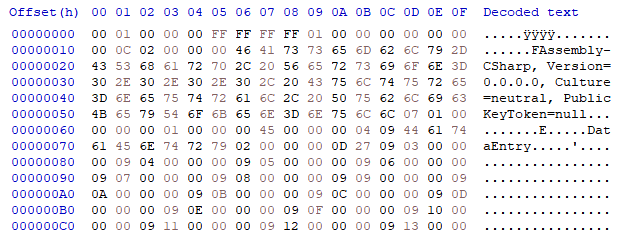 Offset(h) 00 01 02 03 04 05 06 07 08 09 0A 0B 0C 0D 0E 0F Decoded text
00000000 00 01 00 00 00 FF FF FF FF 01 00 00 00 00 00 00 .....ÿÿÿÿ.......
00000010 00 0C 02 00 00 00 46 41 73 73 65 6D 62 6C 79 2D ......FAssembly-
00000020 43 53 68 61 72 70 2C 20 56 65 72 73 69 6F 6E 3D CSharp, Version=
00000030 30 2E 30 2E 30 2E 30 2C 20 43 75 6C 74 75 72 65 0.0.0.0, Culture
00000040 3D 6E 65 75 74 72 61 6C 2C 20 50 75 62 6C 69 63 =neutral, Public
00000050 4B 65 79 54 6F 6B 65 6E 3D 6E 75 6C 6C 07 01 00 KeyToken=null...
00000060 00 00 00 01 00 00 00 45 00 00 00 04 09 44 61 74 .......E.....Dat
00000070 61 45 6E 74 72 79 02 00 00 00 0D 27 09 03 00 00 aEntry.....'....
00000080 00 09 04 00 00 00 09 05 00 00 00 09 06 00 00 00 ................
00000090 09 07 00 00 00 09 08 00 00 00 09 09 00 00 00 09 ................
000000A0 0A 00 00 00 09 0B 00 00 00 09 0C 00 00 00 09 0D ................
000000B0 00 00 00 09 0E 00 00 00 09 0F 00 00 00 09 10 00 ................
000000C0 00 00 09 11 00 00 00 09 12 00 00 00 09 13 00 00 ................